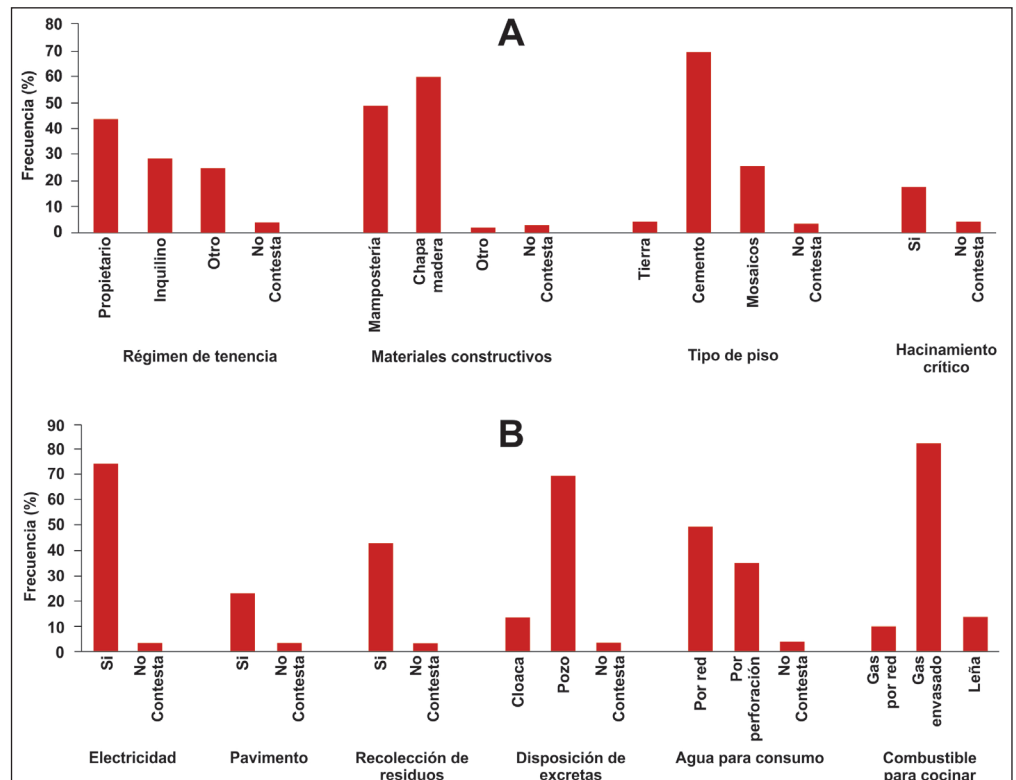 A
Frecuencia (%)
80
70
60
50
40
30
20
10
0
Propietario
Inquilino
Otro
No
Contesta
Mampostería
Chapa
madera
Otro
No
Contesta
Tierra
Cemento
Mosaicos
No
Contesta
Si
No
Contesta
Régimen de tenencia
Materiales constructivos
Tipo de piso
Hacinamiento
crítico
B
Frecuencia (%)
90
80
70
60
50
40
30
20
10
0
Si
No
Contesta
Si
No
Contesta
Si
No
Contesta
Cloaca
Pozo
No
Contesta
Por red
Por
perforación
No
Contesta
Gas
por red
Gas
envasado
Leña
Electricidad
Pavimento
Recolección de
residuos
Disposición de
excretas
Agua para consumo
Combustible
para cocinar